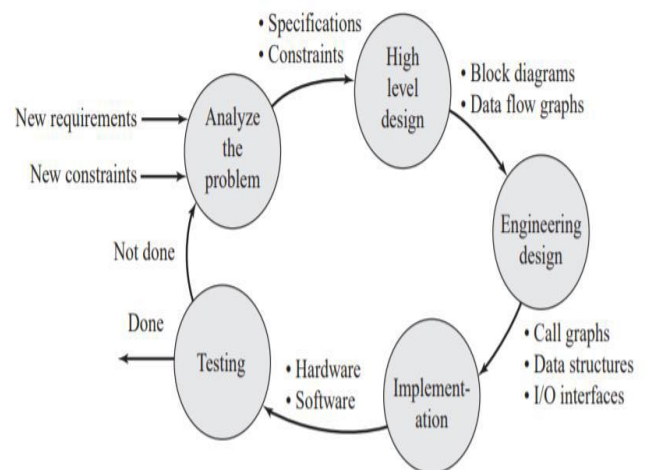 • Specifications
• Constraints
High
level
design
• Block diagrams
• Data flow graphs
New requirements
New constraints
Analyze
the
problem
Engineering
design
Not done
Done
Testing
• Hardware
• Software
Implement-
ation
• Call graphs
• Data structures
• I/O interfaces